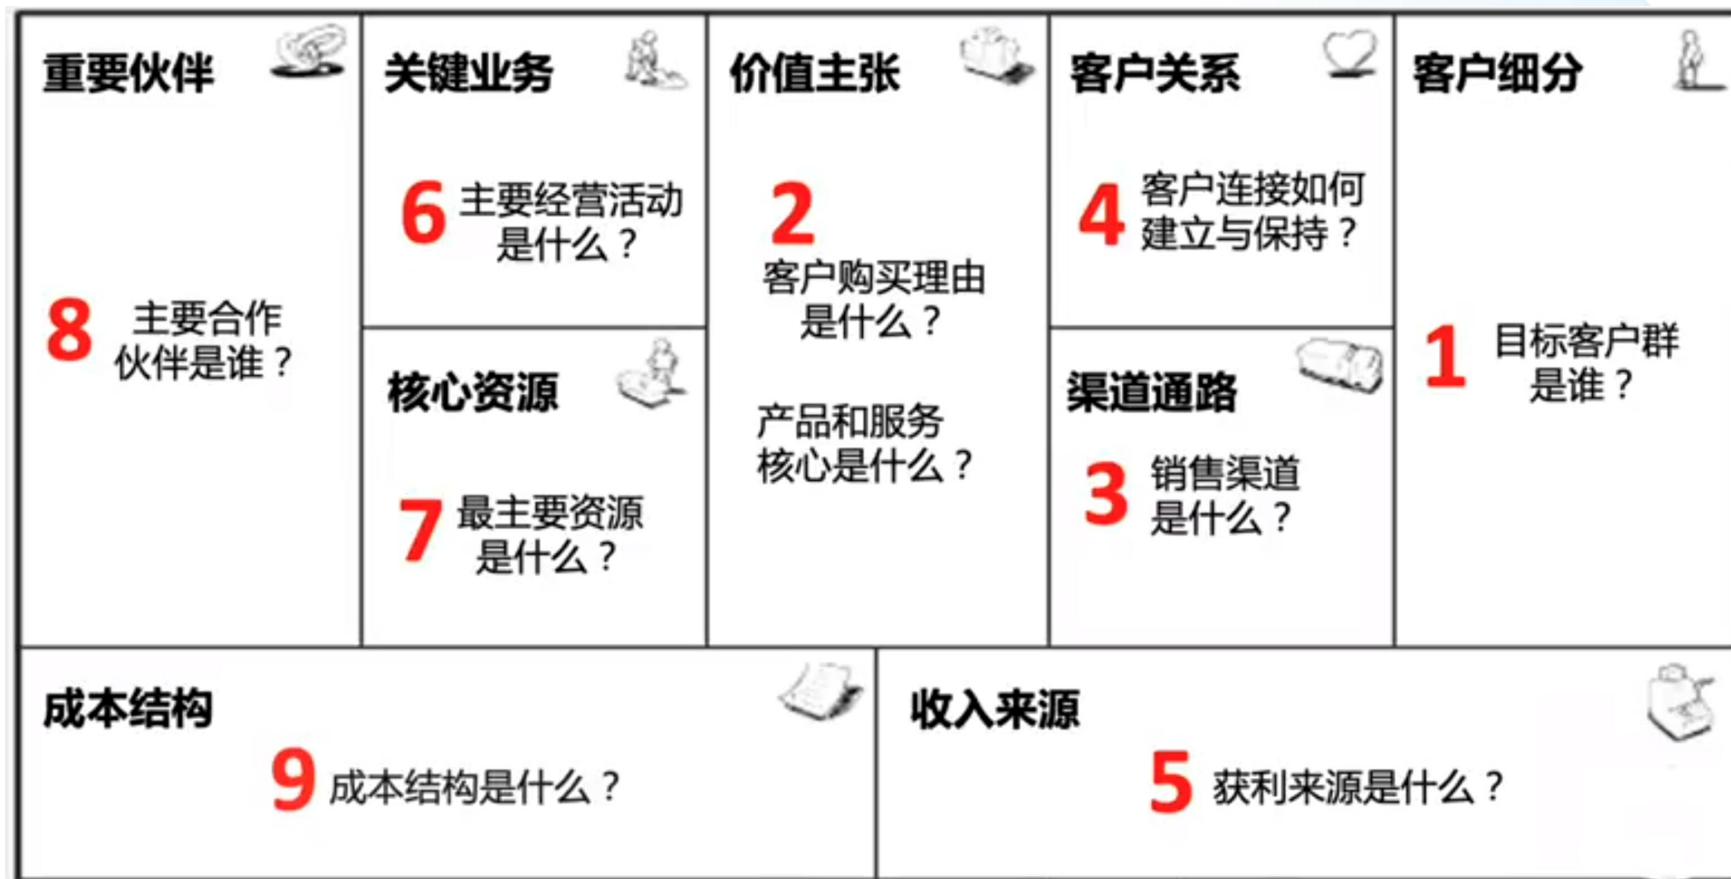 重要伙伴
8
主要合作
伙伴是谁？
关键业务
6
主要经营活动
是什么？
核心资源
7
最主要资源
是什么？
价值主张
2
客户购买理由
是什么？
产品和服务
核心是什么？
客户关系
4
客户连接如何
建立与保持？
渠道通路
3
销售渠道
是什么？
客户细分
1
目标客户群
是谁？
成本结构
9 成本结构是什么？
收入来源
5 获利来源是什么？